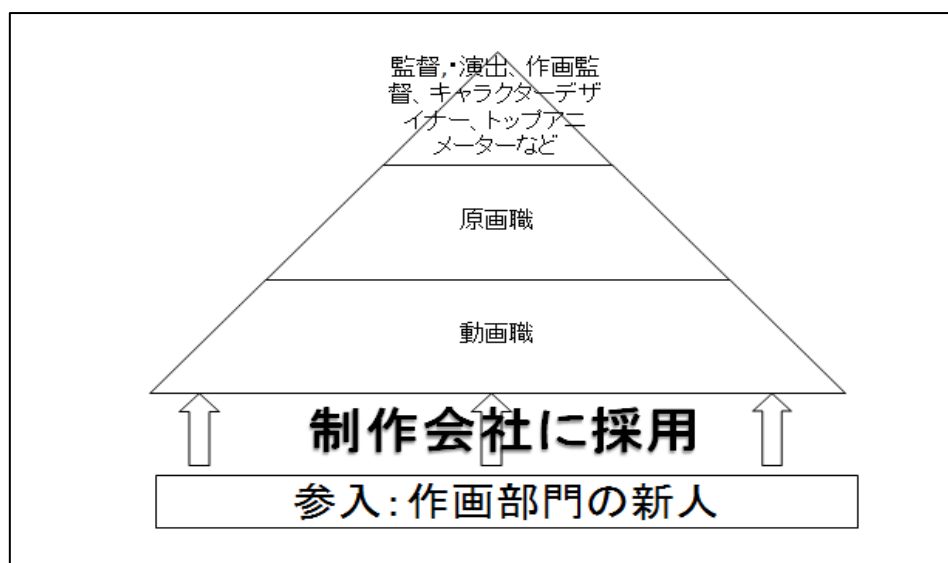 監督,・演出、作画監
督、キャラクターデザ
イナー、トップアニ
メーターなど
原画職
動画職
制作会社に採用
参入:作画部門の新人